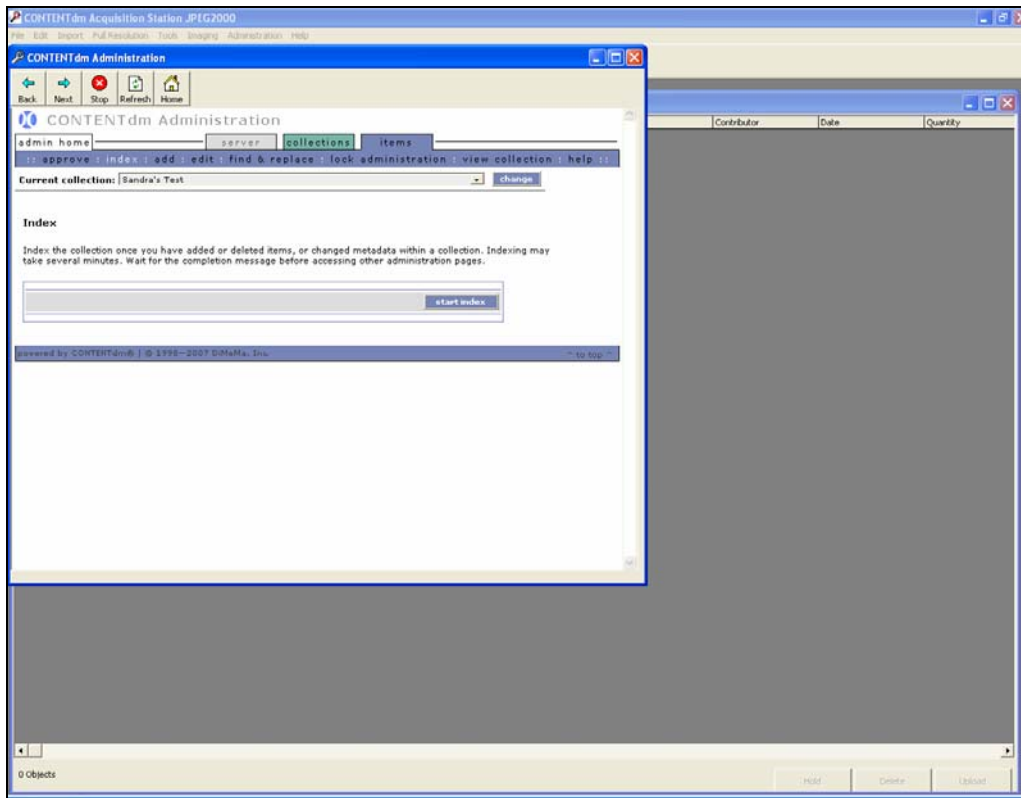 CONTENTdm Acquisition Station JPEG2000
File Edit Import Full Resolution Tools Imaging Administration Help
CONTENTdm Administration
Back Next Stop Refresh Home
CONTENTdm Administration
admin home server collections items
:: approve : index : add : edit : find & replace : lock administration : view collection : help ::
Current collection: Sandra's Test change
Index
Index the collection once you have added or deleted items, or changed metadata within a collection. Indexing may
take several minutes. Wait for the completion message before accessing other administration pages.
start index
powered by CONTENTdm® | © 1998—2007 DiMeMa, Inc. ^ to top ^
Contributor Date Quantity
0 Objects
Hold Delete Upload